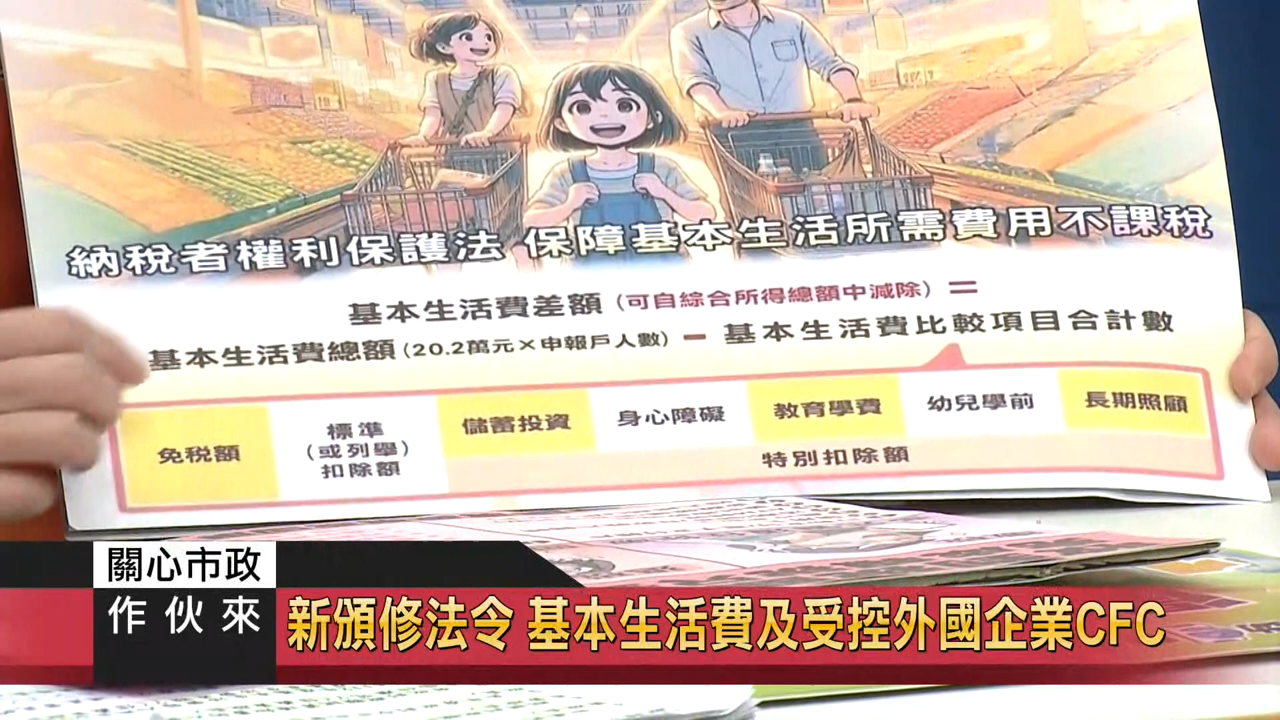 納稅者權利保護法 保障基本生活所需費用不課稅
基本生活費差額(可自綜合所得總額中減除) =
基本生活費總額(20.2萬元×申報戶人數) - 基本生活費比較項目合計數
免稅額
標準
(或列舉)
扣除額
儲蓄投資
身心障礙
教育學費
幼兒學前
長期照顧
特別扣除額
關心市政
作伙來
新頒修法令 基本生活費及受控外國企業CFC